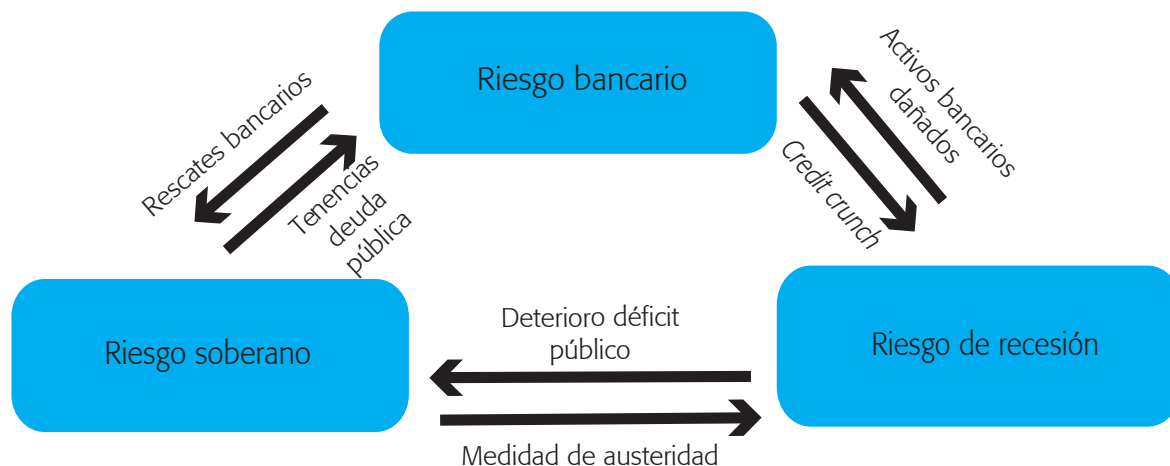 Riesgo bancario
Rescates bancarios
Tenencias
deuda
pública
Activos bancarios
dañados
Credit crunch
Riesgo soberano
Deterioro déficit
público
Riesgo de recesión
Medidad de austeridad